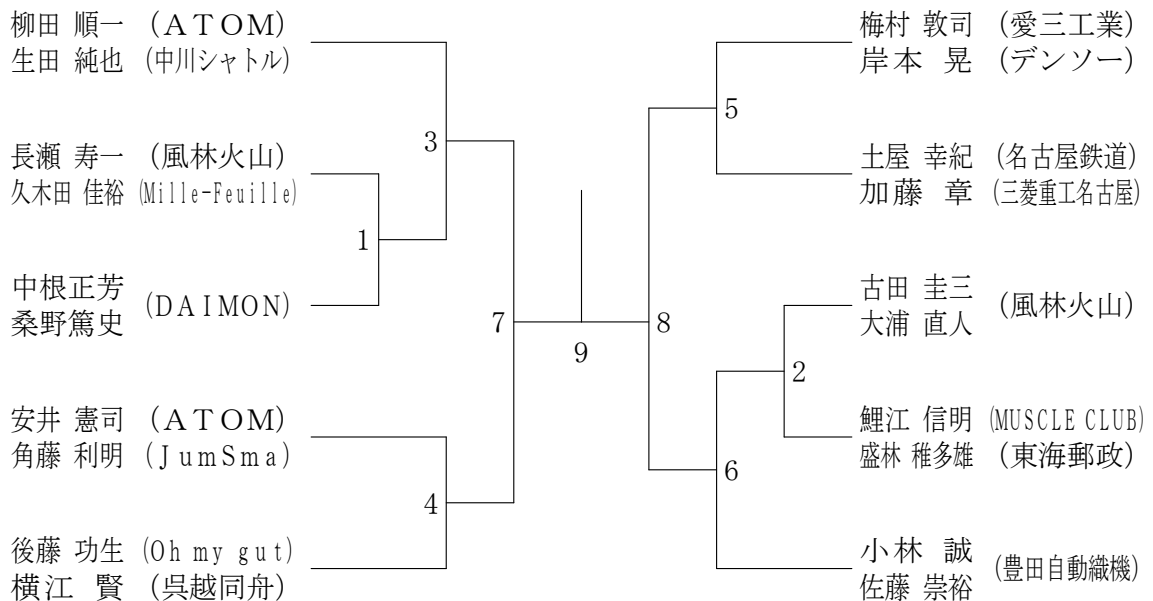 柳田 順一 (ATOM)
生田 純也 (中川シャトル)
長瀬 寿一 (風林火山)
久木田 佳裕 (Mille-Feuille)
中根正芳
桑野篤史
(DAIMON)
安井 憲司 (ATOM)
角藤 利明 (JumSma)
後藤 功生 (Oh my gut)
横江 賢 (呉越同舟)
3
1
7
4
9
8
5
2
6
梅村 敦司 (愛三工業)
岸本 晃 (デンソー)
土屋 幸紀 (名古屋鉄道)
加藤 章 (三菱重工名古屋)
古田 圭三
大浦 直人
(風林火山)
鯉江 信明 (MUSCLE CLUB)
盛林 稚多雄 (東海郵政)
小林 誠
佐藤 崇裕
(豊田自動織機)